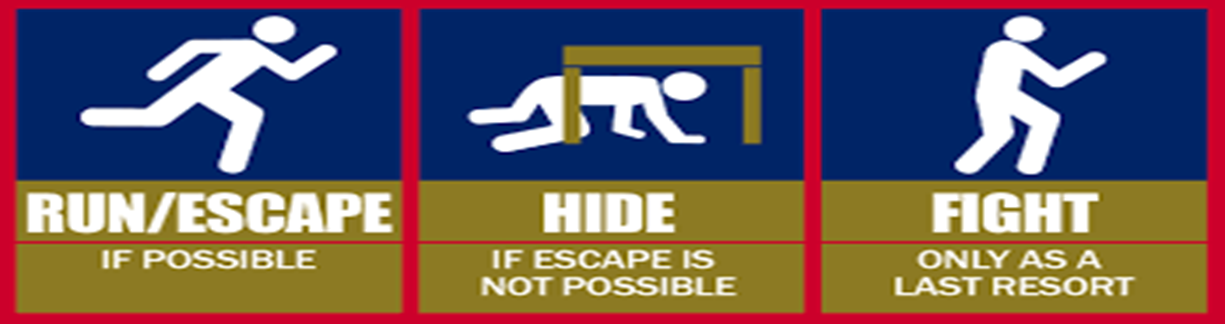 RUN/ESCAPE
IF POSSIBLE
HIDE
IF ESCAPE IS
NOT POSSIBLE
FIGHT
ONLY AS A
LAST RESORT